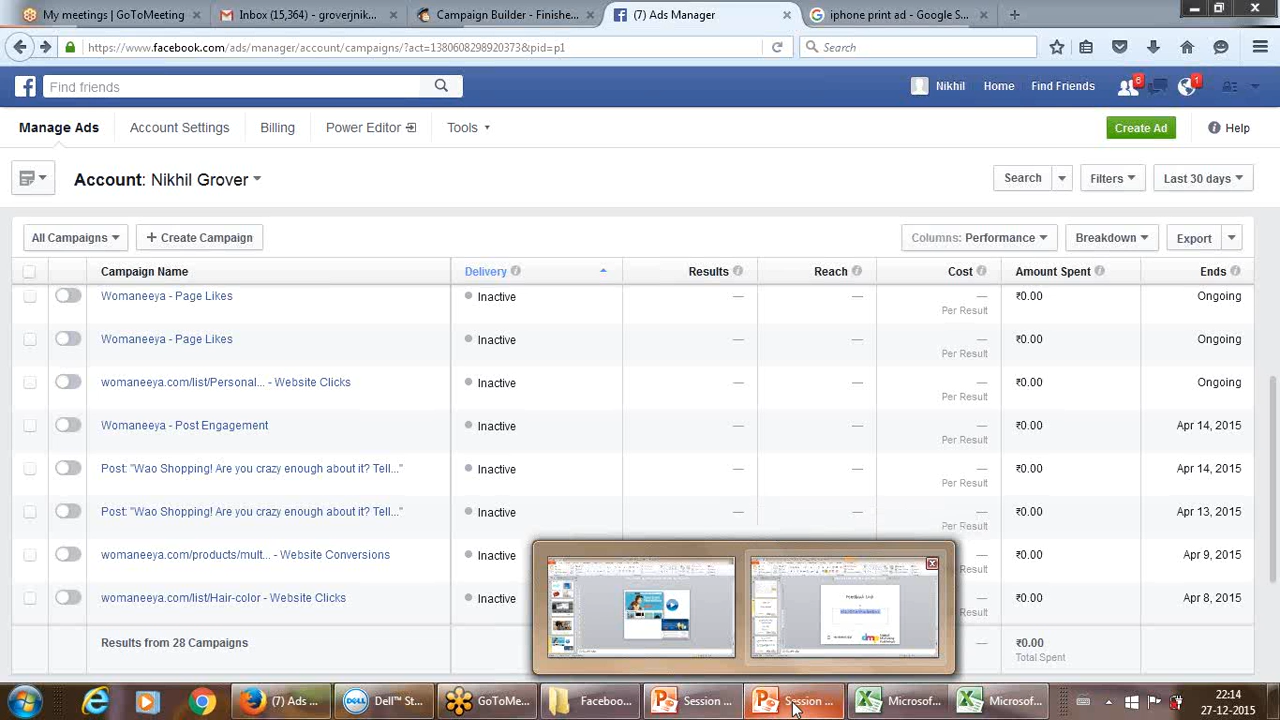 My meetings | GoToMeeting
Inbox (15,364) - groverjnik...
Campaign Builder - Finishe...
(7) Ads Manager
iphone print ad - Google S...
https://www.facebook.com/ads/manager/account/campaigns/?act=1380608298920373&pid=p1
Search
Find friends
Nikhil
Home
Find Friends
6
1
Manage Ads
Account Settings
Billing
Power Editor
Tools
Create Ad
Help
Account: Nikhil Grover
Search
Filters
Last 30 days
All Campaigns
+ Create Campaign
Columns: Performance
Breakdown
Export
Campaign Name Delivery Results Reach Cost Amount Spent Ends
Womaneeya - Page Likes Inactive — — — ₹0.00 Ongoing
Per Result
Womaneeya - Page Likes Inactive — — — ₹0.00 Ongoing
Per Result
womaneeya.com/list/Personal... - Website Clicks Inactive — — — ₹0.00 Ongoing
Per Result
Womaneeya - Post Engagement Inactive — — — ₹0.00 Apr 14, 2015
Per Result
Post: "Wao Shopping! Are you crazy enough about it? Tell..." Inactive — — — ₹0.00 Apr 14, 2015
Per Result
Post: "Wao Shopping! Are you crazy enough about it? Tell..." Inactive — — — ₹0.00 Apr 13, 2015
Per Result
womaneeya.com/products/mult... - Website Conversions Inactive ₹0.00 Apr 9, 2015
Per Result
womaneeya.com/list/Hair-color - Website Clicks Inactive — ₹0.00 Apr 8, 2015
Per Result
Results from 28 Campaigns — ₹0.00
Total Spent
Feedback Link
Ads ...
Dell™ St...
GoToMe...
Faceboo...
Session ...
Session ...
Microsof...
Microsof...
22:14
27-12-2015